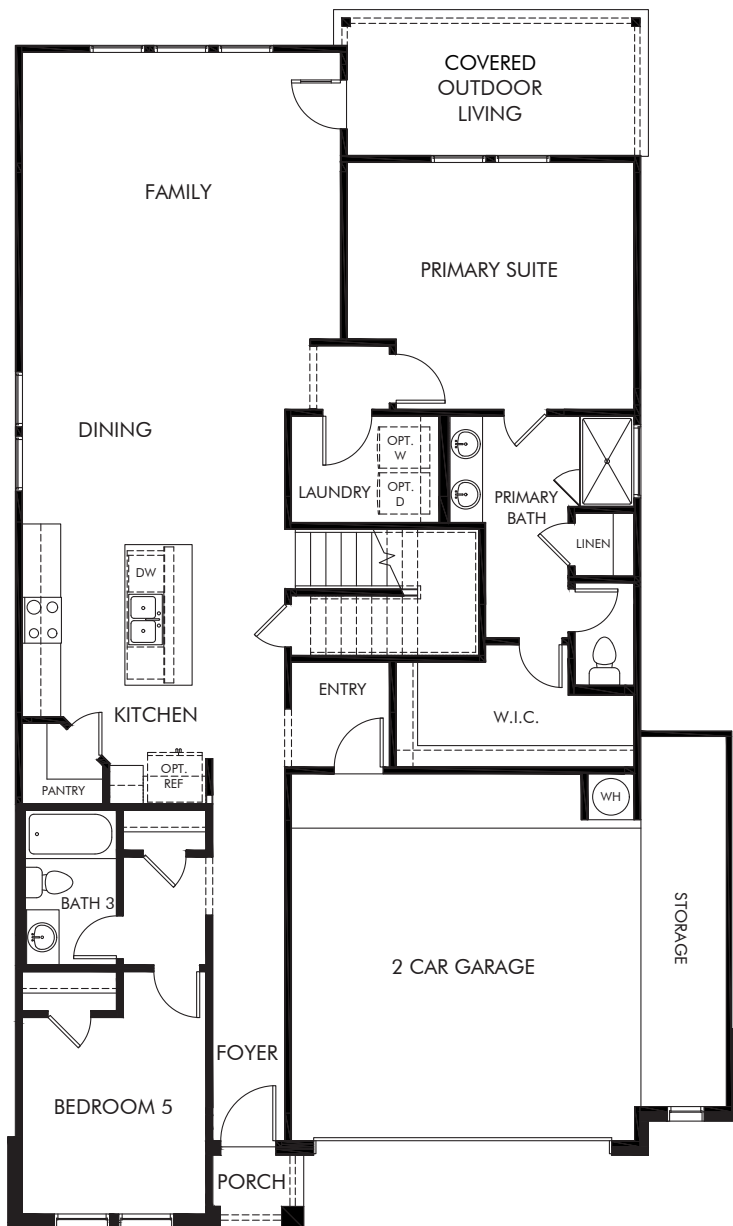 COVERED
OUTDOOR
LIVING
FAMILY
PRIMARY SUITE
DINING
OPT.
W
OPT.
D
LAUNDRY
PRIMARY
BATH
LINEN
DW
ENTRY
KITCHEN
W.I.C.
OPT.
REF
PANTRY
WH
BATH 3
STORAGE
2 CAR GARAGE
FOYER
BEDROOM 5
PORCH